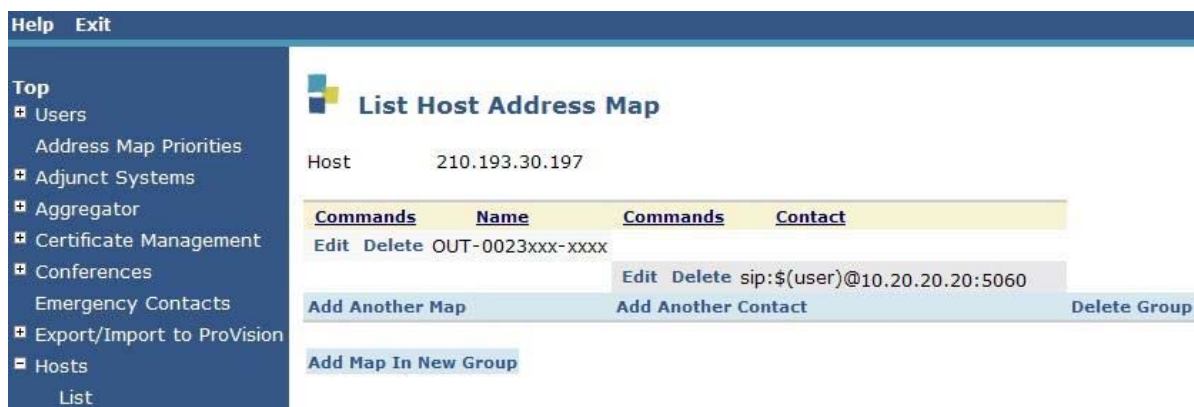 Help Exit
Top
Users
Address Map Priorities
Adjunct Systems
Aggregator
Certificate Management
Conferences
Emergency Contacts
Export/Import to ProVision
Hosts
List
List Host Address Map
Host 210.193.30.197
Commands Name Commands Contact
Edit Delete OUT-0023xxx-xxxx
Edit Delete sip:$(user)@10.20.20.20:5060
Add Another Map Add Another Contact Delete Group
Add Map In New Group